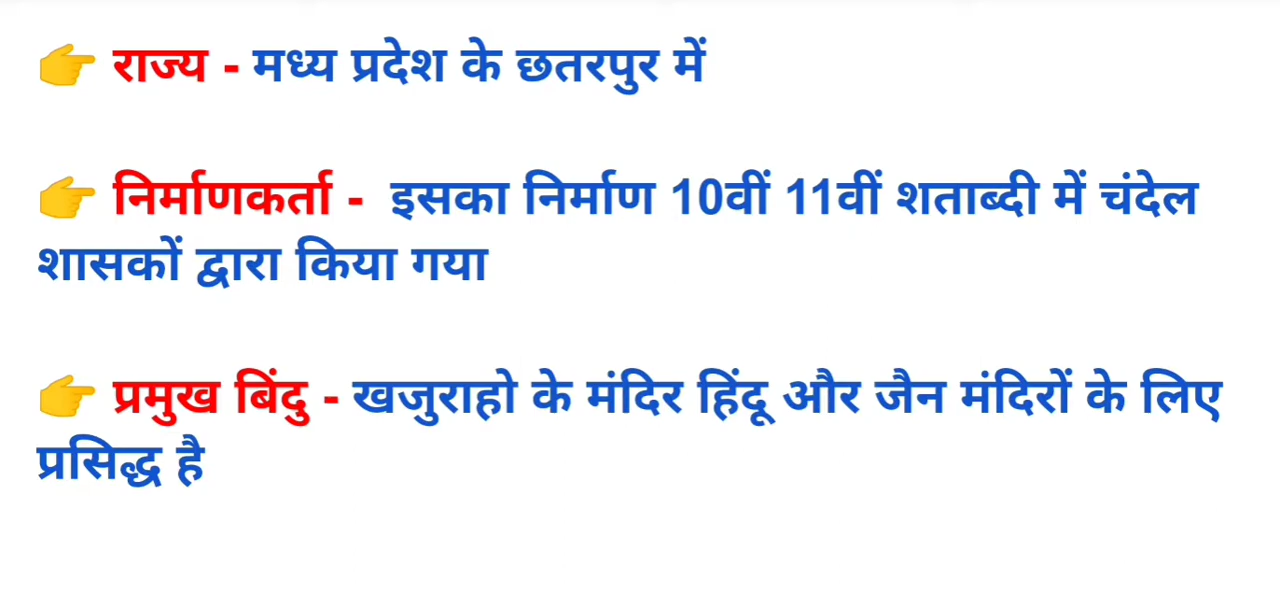 👉 राज्य - मध्य प्रदेश के छतरपुर में
👉 निर्माणकर्ता - इसका निर्माण 10वीं 11वीं शताब्दी में चंदेल
शासकों द्वारा किया गया
👉 प्रमुख बिंदु - खजुराहो के मंदिर हिंदू और जैन मंदिरों के लिए
प्रसिद्ध है